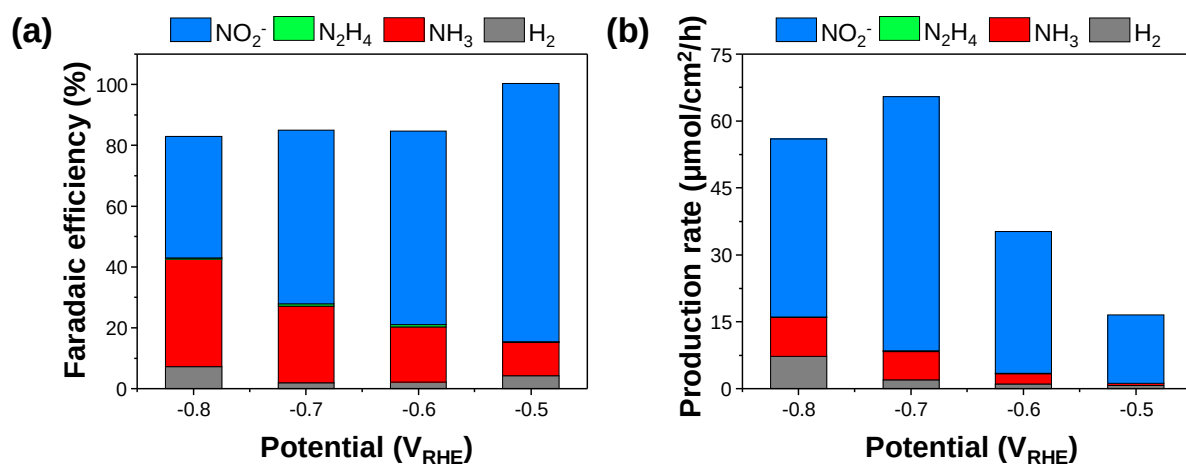 (a)
NO₂⁻ N₂H₄ NH₃ H₂
Faradaic efficiency (%)
100
80
60
40
20
0
-0.8 -0.7 -0.6 -0.5
Potential (V_RHE)
(b)
NO₂⁻ N₂H₄ NH₃ H₂
Production rate (μmol/cm²/h)
75
60
45
30
15
0
-0.8 -0.7 -0.6 -0.5
Potential (V_RHE)